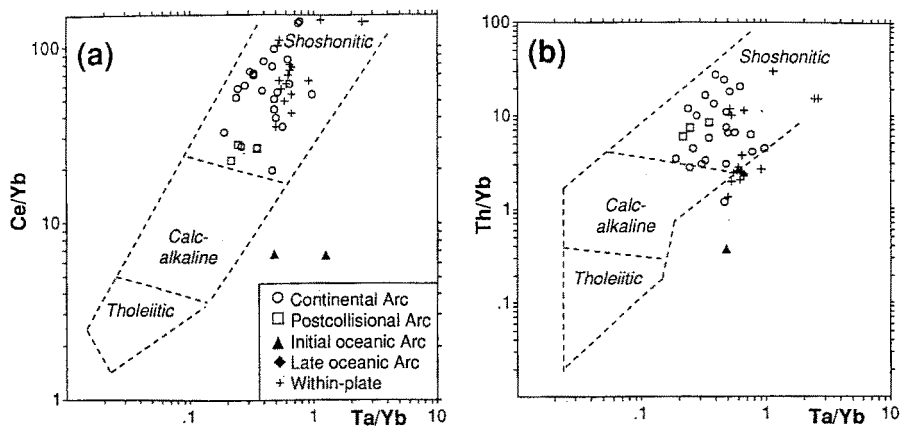 (a)
Shoshonitic
Calc-
alkaline
Tholeiitic
Ce/Yb
100
10
1
.1
1
Ta/Yb
10
Continental Arc
Postcollisional Arc
Initial oceanic Arc
Late oceanic Arc
Within-plate
(b)
Shoshonitic
Calc-
alkaline
Tholeiitic
Th/Yb
100
10
1
.1
.1
1
Ta/Yb
10